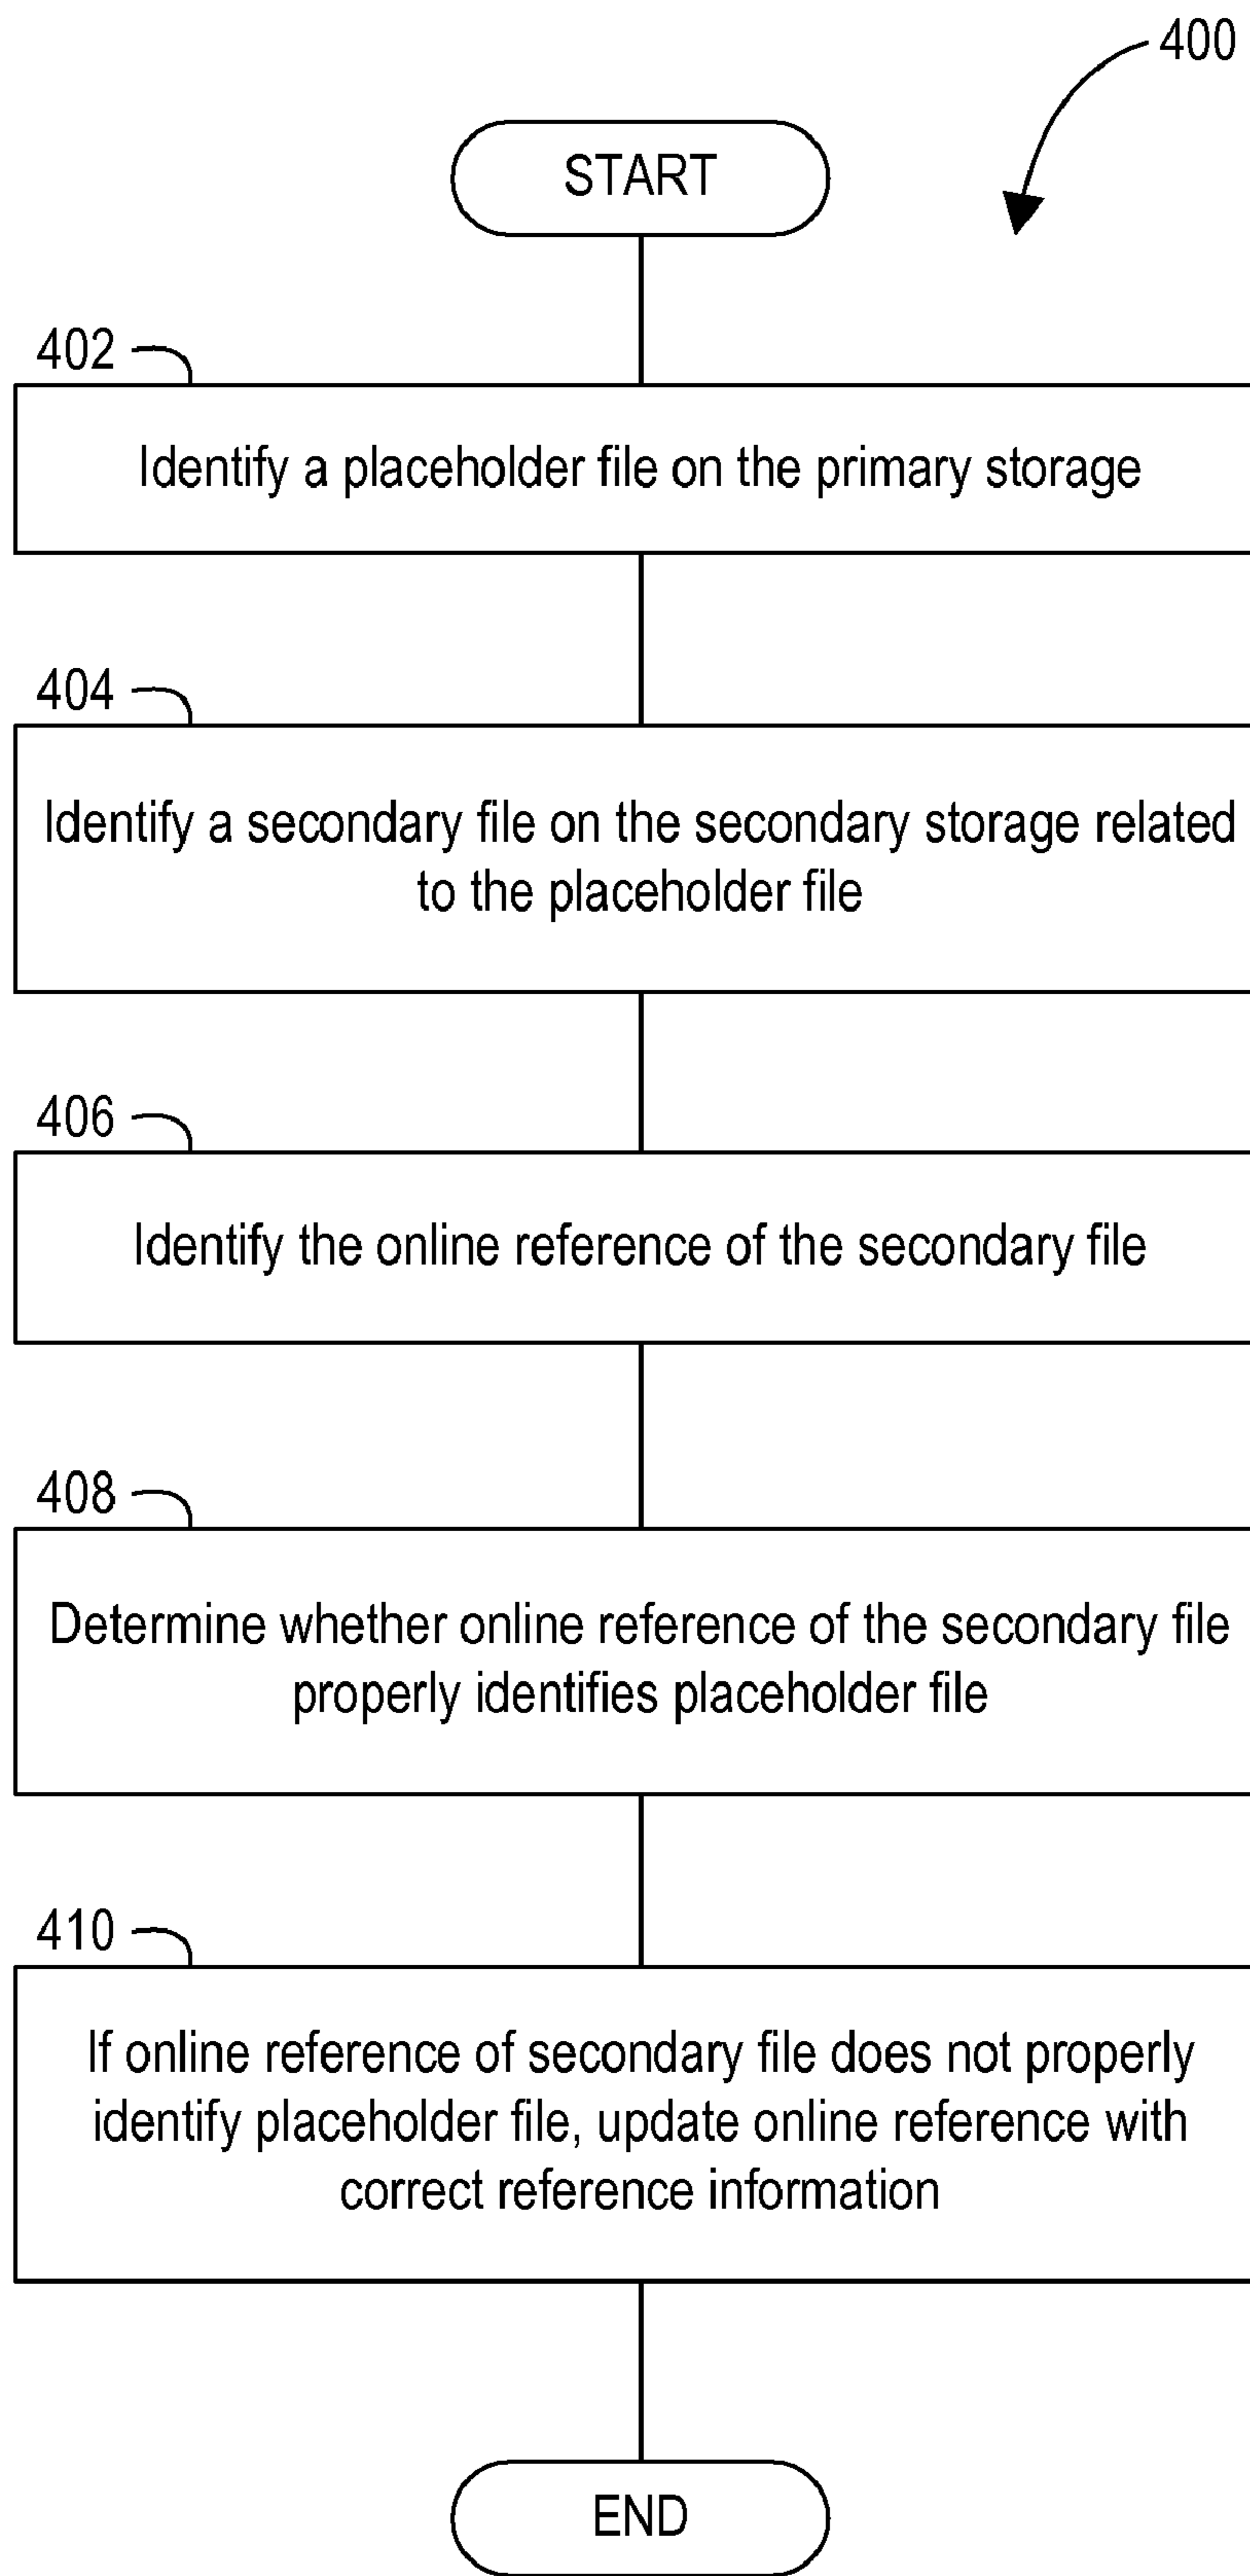 400
START
402
Identify a placeholder file on the primary storage
404
Identify a secondary file on the secondary storage related
to the placeholder file
406
Identify the online reference of the secondary file
408
Determine whether online reference of the secondary file
properly identifies placeholder file
410
If online reference of secondary file does not properly
identify placeholder file, update online reference with
correct reference information
END